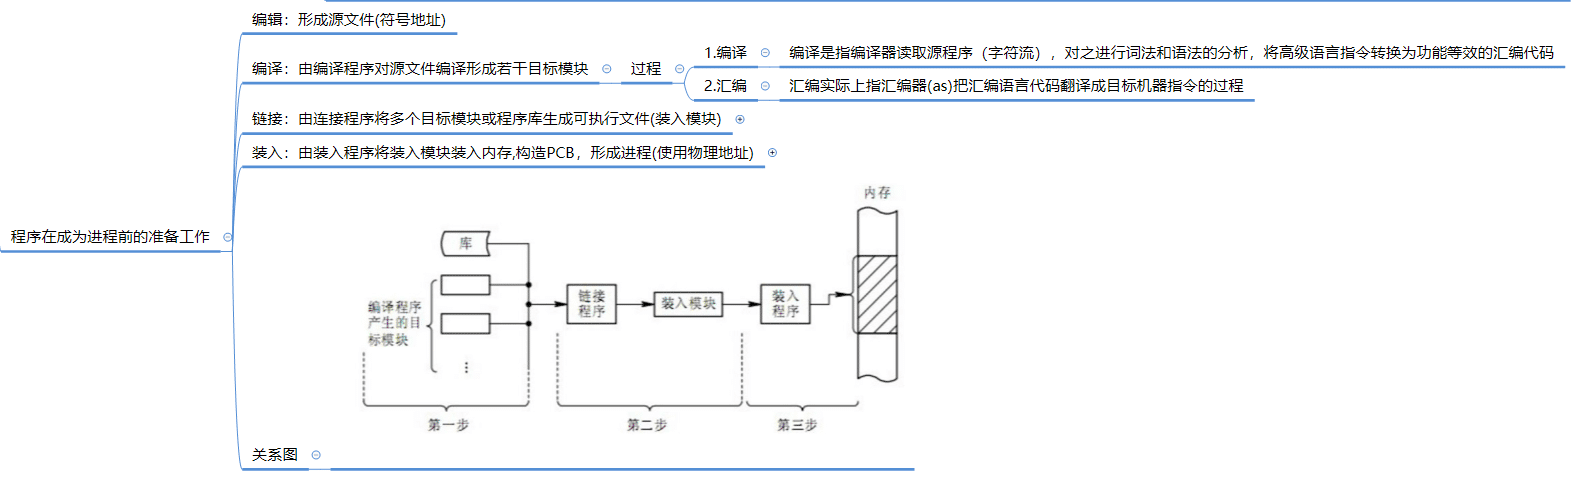 编辑：形成源文件(符号地址)
编译：由编译程序对源文件编译形成若干目标模块
过程
1.编译
编译是指编译器读取源程序（字符流），对之进行词法和语法的分析，将高级语言指令转换为功能等效的汇编代码
2.汇编
汇编实际上指汇编器(as)把汇编语言代码翻译成目标机器指令的过程
链接：由连接程序将多个目标模块或程序库生成可执行文件(装入模块)
装入：由装入程序将装入模块装入内存,构造PCB，形成进程(使用物理地址)
程序在成为进程前的准备工作
内存
库
编译程序
产生的目
标模块
⋮
链接
程序
装入模块
装入
程序
第一步
第二步
第三步
关系图